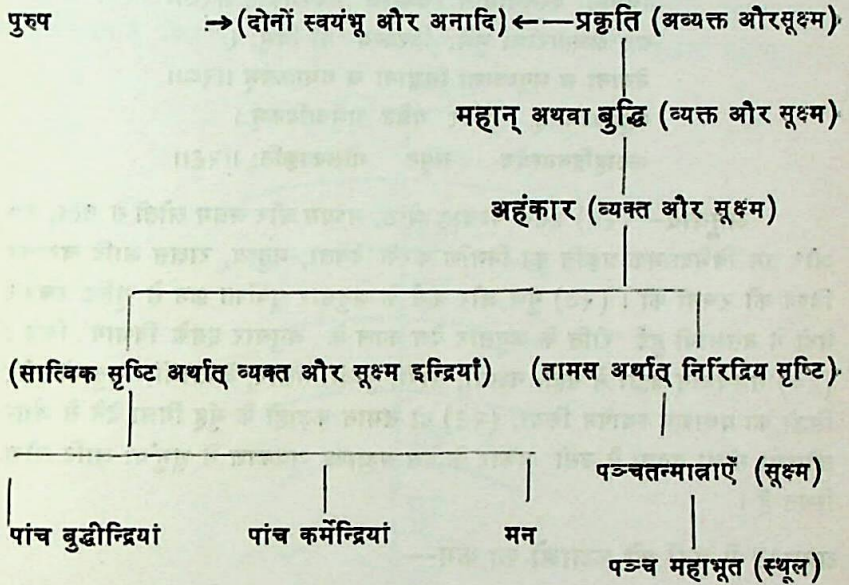 पुरुष :→(दोनों स्वयंभू और अनादि)←—प्रकृति (अव्यक्त और सूक्ष्म)
महान् अथवा बुद्धि (व्यक्त और सूक्ष्म)
अहंकार (व्यक्त और सूक्ष्म)
(सात्विक सृष्टि अर्थात् व्यक्त और सूक्ष्म इन्द्रियाँ) (तामस अर्थात् निरिंद्रिय सृष्टि)
पञ्चतन्मात्राएँ (सूक्ष्म)
पांच बुद्धीन्द्रियां पांच कर्मेन्द्रियां मन
पञ्च महाभूत (स्थूल)